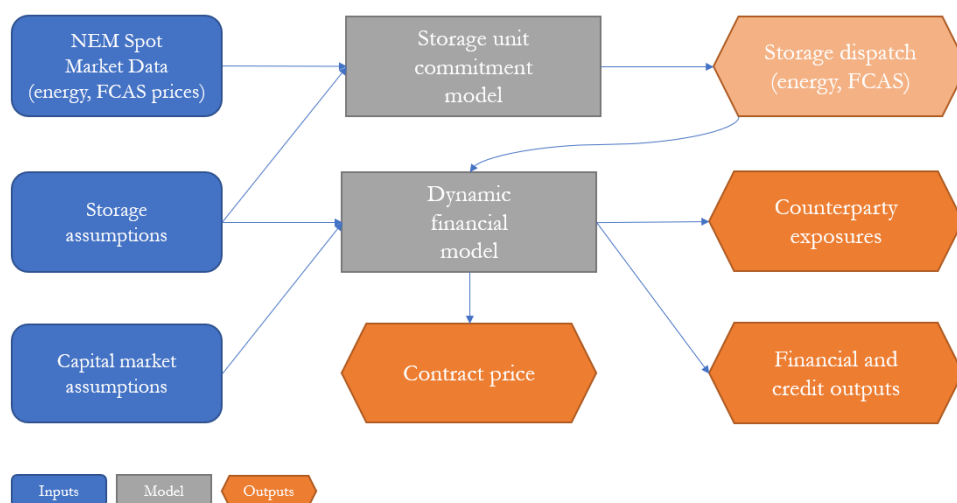 NEM Spot
Market Data
(energy, FCAS prices)
Storage unit
commitment
model
Storage dispatch
(energy, FCAS)
Storage
assumptions
Dynamic
financial
model
Counterparty
exposures
Capital market
assumptions
Contract price
Financial and
credit outputs
Inputs
Model
Outputs